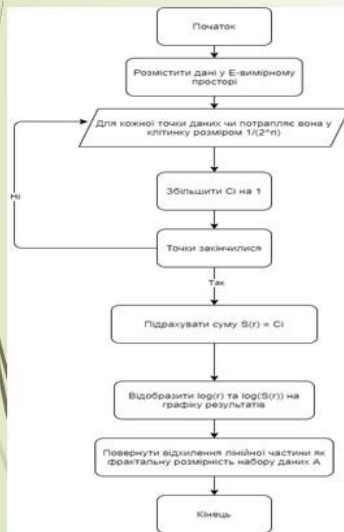 Початок
Розмістити дані у Е-вимірному
просторі
Для кожної точки даних чи потрапляє вона у
клітинку розміром 1/(2^n)
Збільшити Сі на 1
Ні
Точки закінчилися
Так
Підрахувати суму S(r) = Ci
Відобразити log(r) та log(S(r)) на
графіку результатів
Повернути відхилення лінійної частини як
фрактальну розмірність набору даних А
Кінець